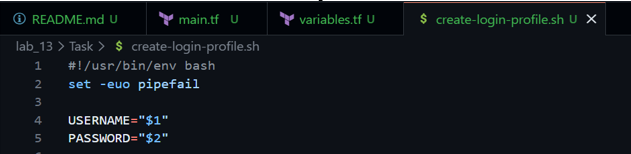 README.md U main.tf U variables.tf U $ create-login-profile.sh U
lab_13 > Task > $ create-login-profile.sh
1 #!/usr/bin/env bash
2 set -euo pipefail
3
4 USERNAME="$1"
5 PASSWORD="$2"